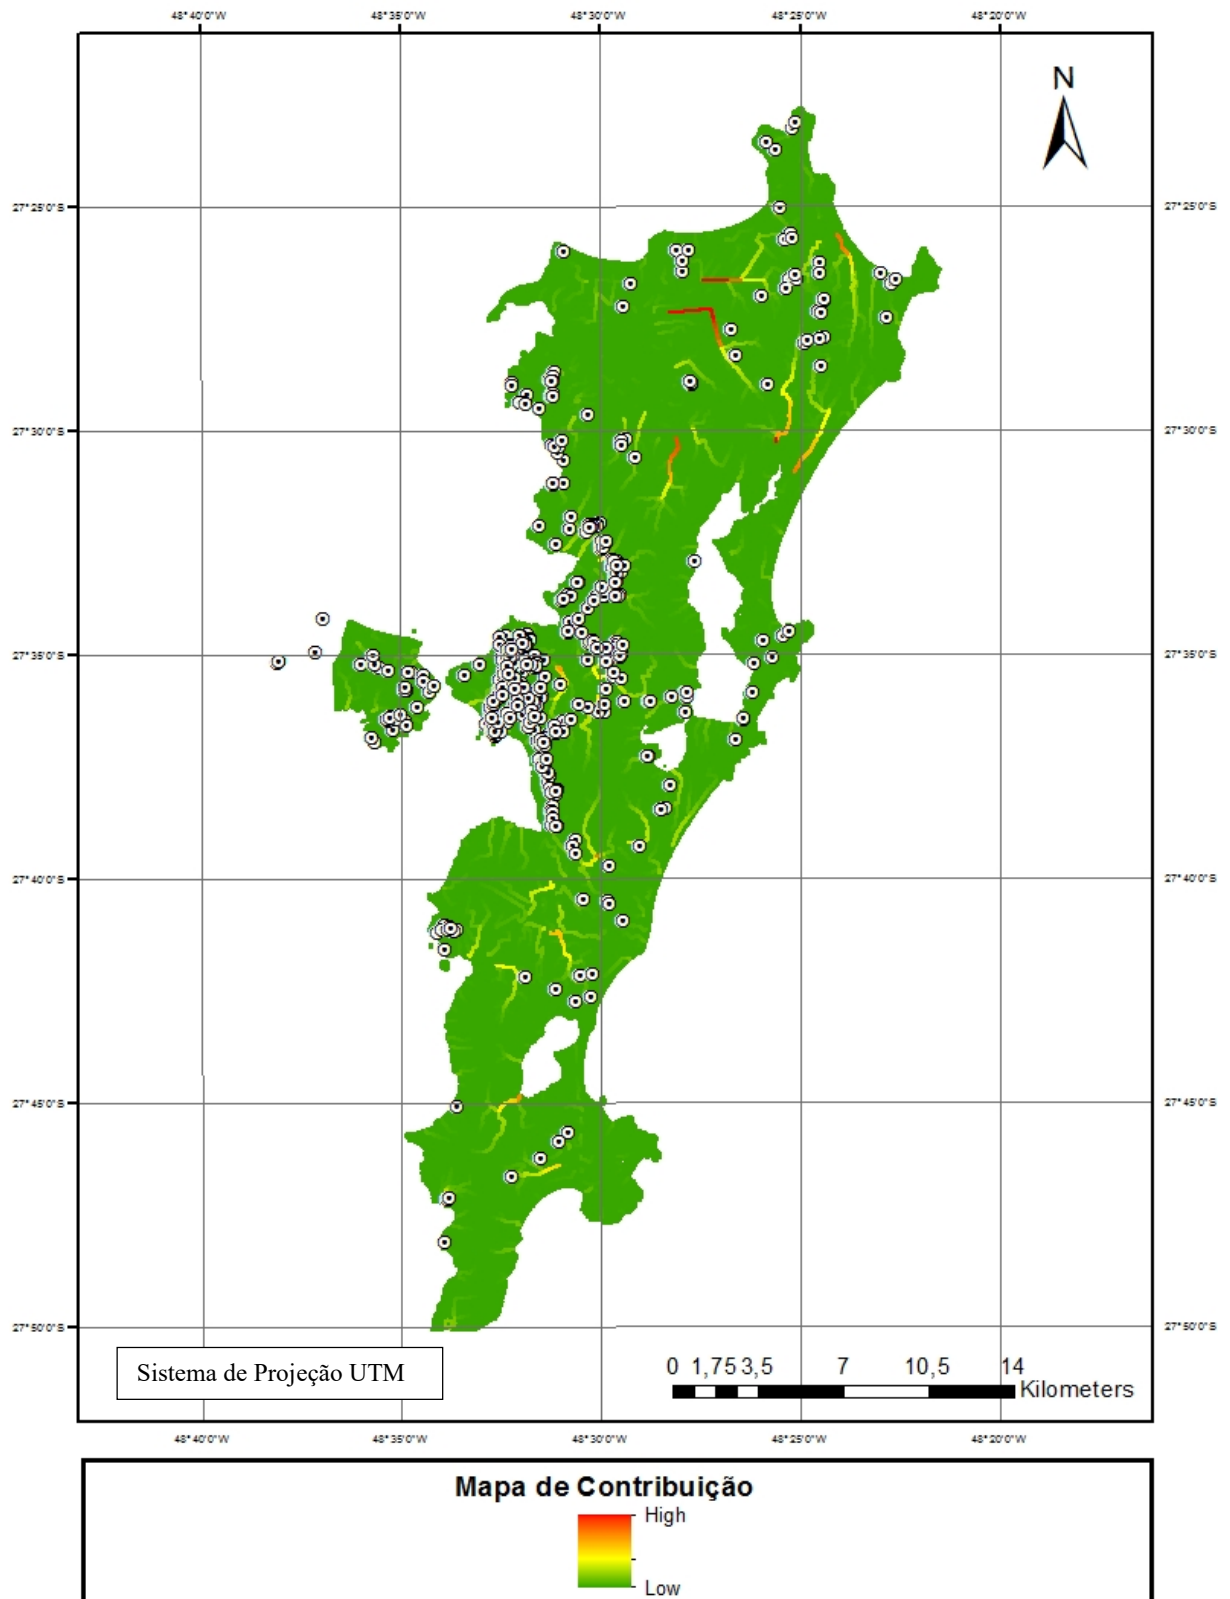 48°40'0"W 48°35'0"W 48°30'0"W 48°25'0"W 48°20'0"W
N
27°25'0"S 27°25'0"S
27°30'0"S 27°30'0"S
27°35'0"S 27°35'0"S
27°40'0"S 27°40'0"S
27°45'0"S 27°45'0"S
27°50'0"S 27°50'0"S
Sistema de Projeção UTM
0 1,75 3,5 7 10,5 14
Kilometers
48°40'0"W 48°35'0"W 48°30'0"W 48°25'0"W 48°20'0"W
Mapa de Contribuição
High
Low